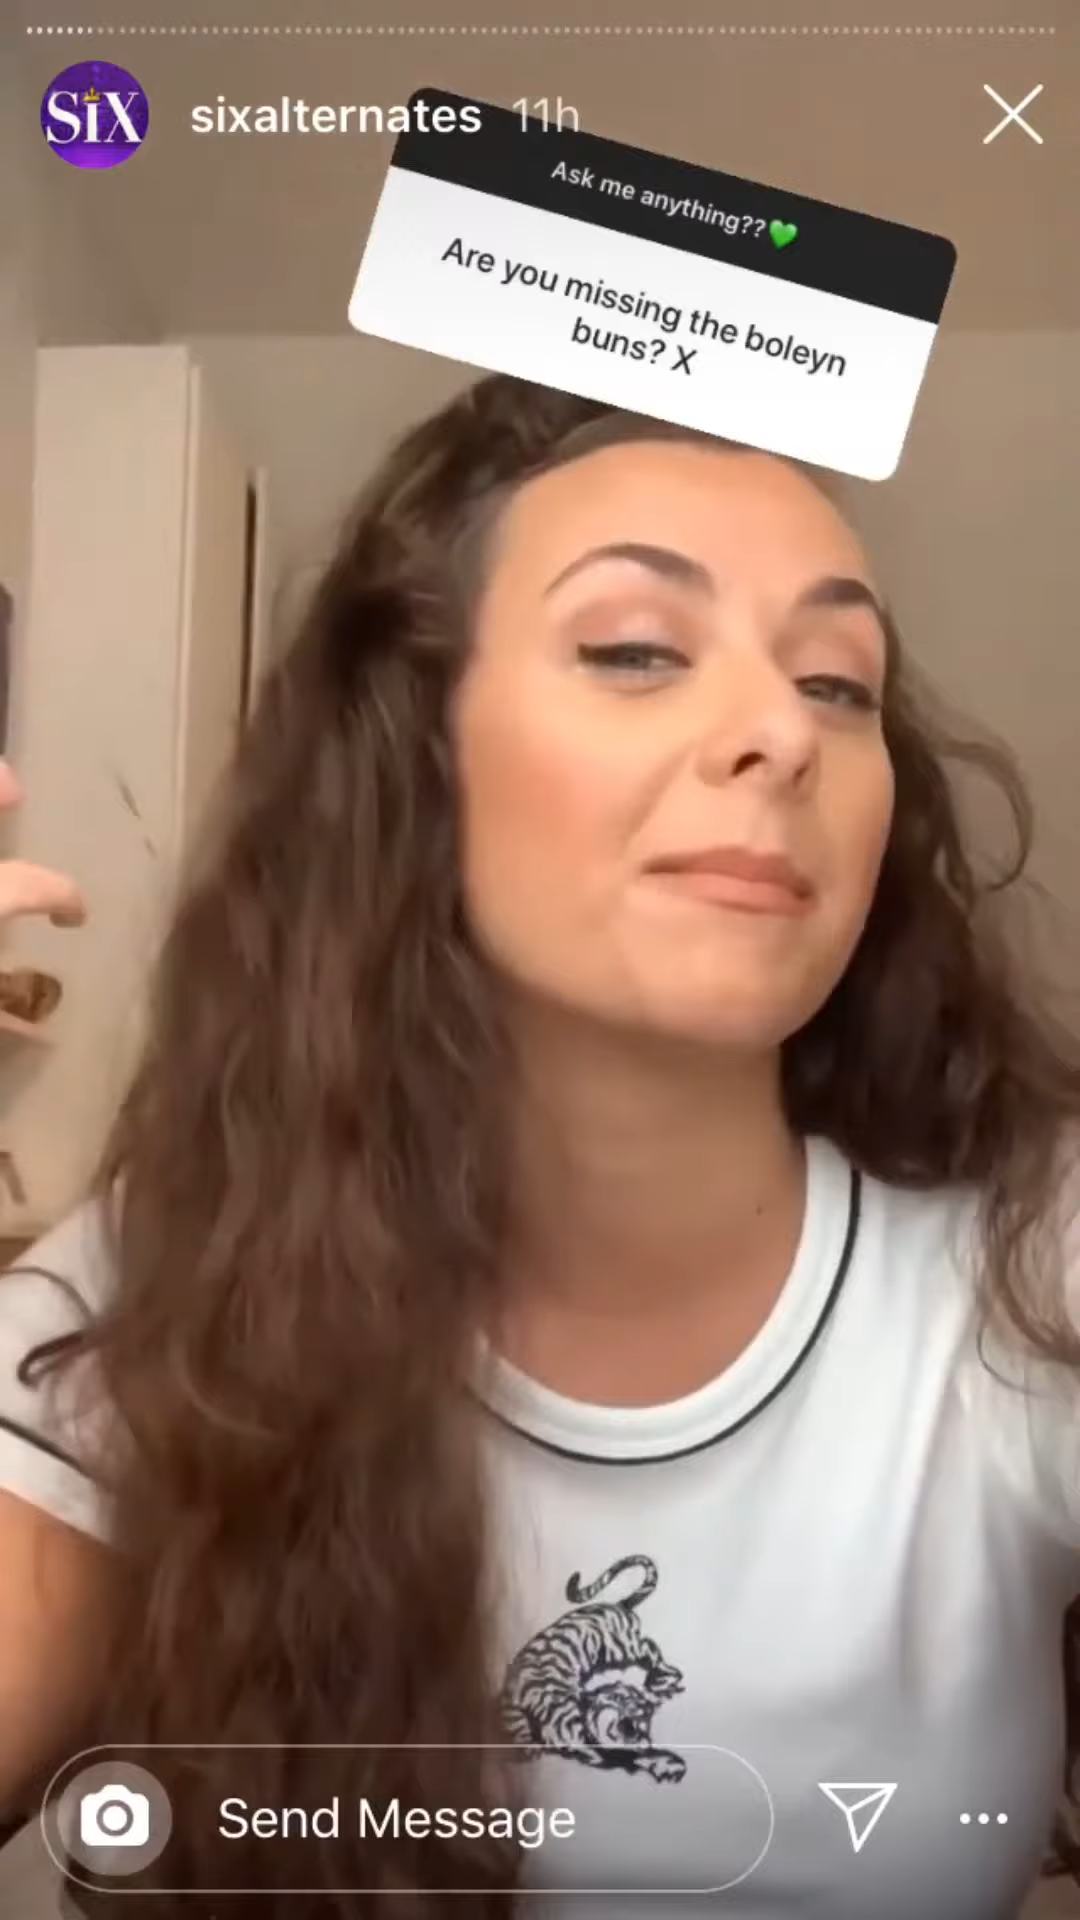 SIX
sixalternates 11h
Ask me anything??💚
Are you missing the boleyn
buns? X
Send Message